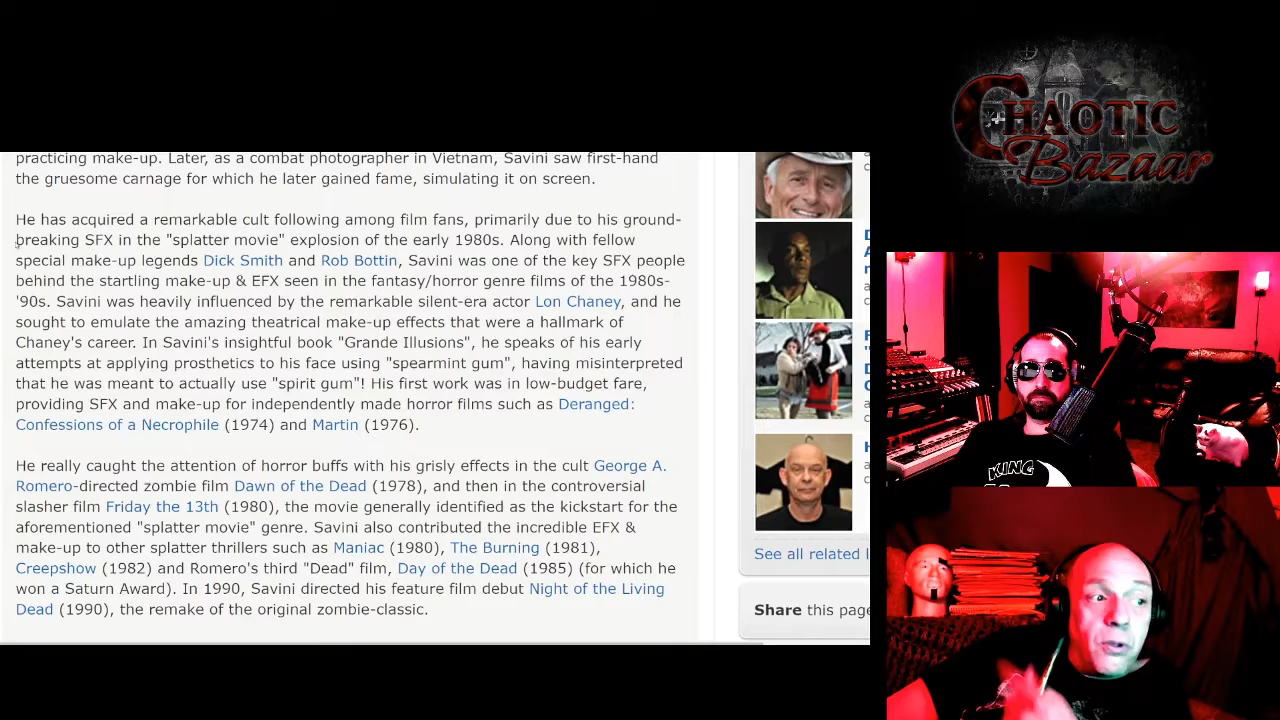 CHAOTIC
Bazaar
practicing make-up. Later, as a combat photographer in Vietnam, Savini saw first-hand
the gruesome carnage for which he later gained fame, simulating it on screen.
He has acquired a remarkable cult following among film fans, primarily due to his ground-
breaking SFX in the "splatter movie" explosion of the early 1980s. Along with fellow
special make-up legends Dick Smith and Rob Bottin, Savini was one of the key SFX people
behind the startling make-up & EFX seen in the fantasy/horror genre films of the 1980s-
'90s. Savini was heavily influenced by the remarkable silent-era actor Lon Chaney, and he
sought to emulate the amazing theatrical make-up effects that were a hallmark of
Chaney's career. In Savini's insightful book "Grande Illusions", he speaks of his early
attempts at applying prosthetics to his face using "spearmint gum", having misinterpreted
that he was meant to actually use "spirit gum"! His first work was in low-budget fare,
providing SFX and make-up for independently made horror films such as Deranged:
Confessions of a Necrophile (1974) and Martin (1976).
He really caught the attention of horror buffs with his grisly effects in the cult George A.
Romero-directed zombie film Dawn of the Dead (1978), and then in the controversial
slasher film Friday the 13th (1980), the movie generally identified as the kickstart for the
aforementioned "splatter movie" genre. Savini also contributed the incredible EFX &
make-up to other splatter thrillers such as Maniac (1980), The Burning (1981),
Creepshow (1982) and Romero's third "Dead" film, Day of the Dead (1985) (for which he
won a Saturn Award). In 1990, Savini directed his feature film debut Night of the Living
Dead (1990), the remake of the original zombie-classic.
See all related l
Share this page
KING